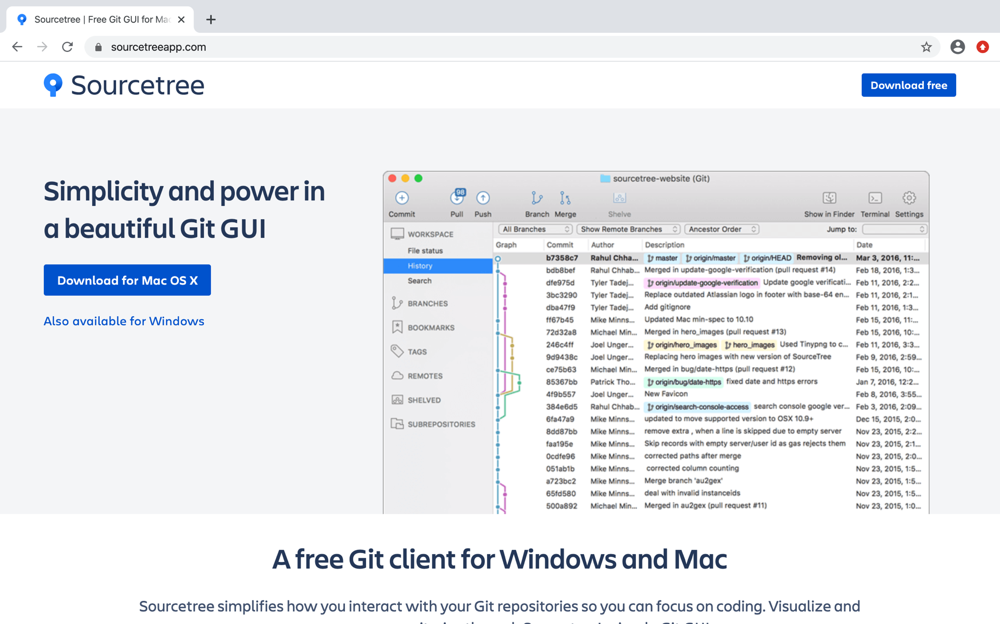 Sourcetree | Free Git GUI for Mac
sourcetreeapp.com
Sourcetree
Download free
Simplicity and power in
a beautiful Git GUI
Download for Mac OS X
Also available for Windows
sourcetree-website (Git)
98
Commit Pull Push Branch Merge Shelve Show in Finder Terminal Settings
WORKSPACE
File status
History
Search
BRANCHES
BOOKMARKS
TAGS
REMOTES
SHELVED
SUBREPOSITORIES
All Branches Show Remote Branches Ancestor Order Jump to:
Graph Commit Author Description Date
b7358c7 Rahul Chha... master origin/master origin/HEAD Removing ol... Mar 3, 2016, 11:...
bdb8bef Rahul Chhab... Merged in update-google-verification (pull request #14) Feb 18, 2016, 1:3...
dfe975d Tyler Tadej... origin/update-google-verification Update google verificati... Feb 11, 2016, 2:2...
3bc3290 Tyler Tadej... Replace outdated Atlassian logo in footer with base-64 en... Feb 11, 2016, 2:1...
dba47f9 Tyler Tadej... Add gitignore Feb 11, 2016, 1:3...
ff67b45 Mike Minns... Updated Mac min-spec to 10.10 Feb 15, 2016, 11:...
72d32a8 Michael Min... Merged in hero_images (pull request #13) Feb 15, 2016, 10:...
246c4ff Joel Unger... origin/hero_images hero_images Used Tinypng to c... Feb 11, 2016, 3:3...
9d9438c Joel Unger... Replacing hero images with new version of SourceTree Feb 9, 2016, 2:59...
ce75b63 Michael Min... Merged in bug/date-https (pull request #12) Feb 15, 2016, 10:...
85367bb Patrick Tho... origin/bug/date-https fixed date and https errors Jan 7, 2016, 12:2...
4f9b557 Joel Unger... New Favicon Feb 8, 2016, 3:55...
384e6d5 Rahul Chhab... origin/search-console-access search console google ver... Feb 3, 2016, 2:09...
6fa47a9 Mike Minns... updated to move supported version to OSX 10.9+ Dec 15, 2015, 2:0...
8dd87bb Mike Minns... remove extra , when a line is skipped due to empty server Nov 23, 2015, 2:2...
faa195e Mike Minns... Skip records with empty server/user id as gas rejects them Nov 23, 2015, 2:1...
0cdfe96 Mike Minns... corrected paths after merge Nov 23, 2015, 2:0...
051ab1b Mike Minns... corrected column counting Nov 23, 2015, 1:5...
a723bc2 Mike Minns... Merge branch 'au2gex' Nov 23, 2015, 1:5...
65fd580 Mike Minns... deal with invalid instanceids Nov 23, 2015, 1:5...
500a892 Michael Min... Merged in au2gex (pull request #11) Nov 23, 2015, 1:0...
A free Git client for Windows and Mac
Sourcetree simplifies how you interact with your Git repositories so you can focus on coding. Visualize and